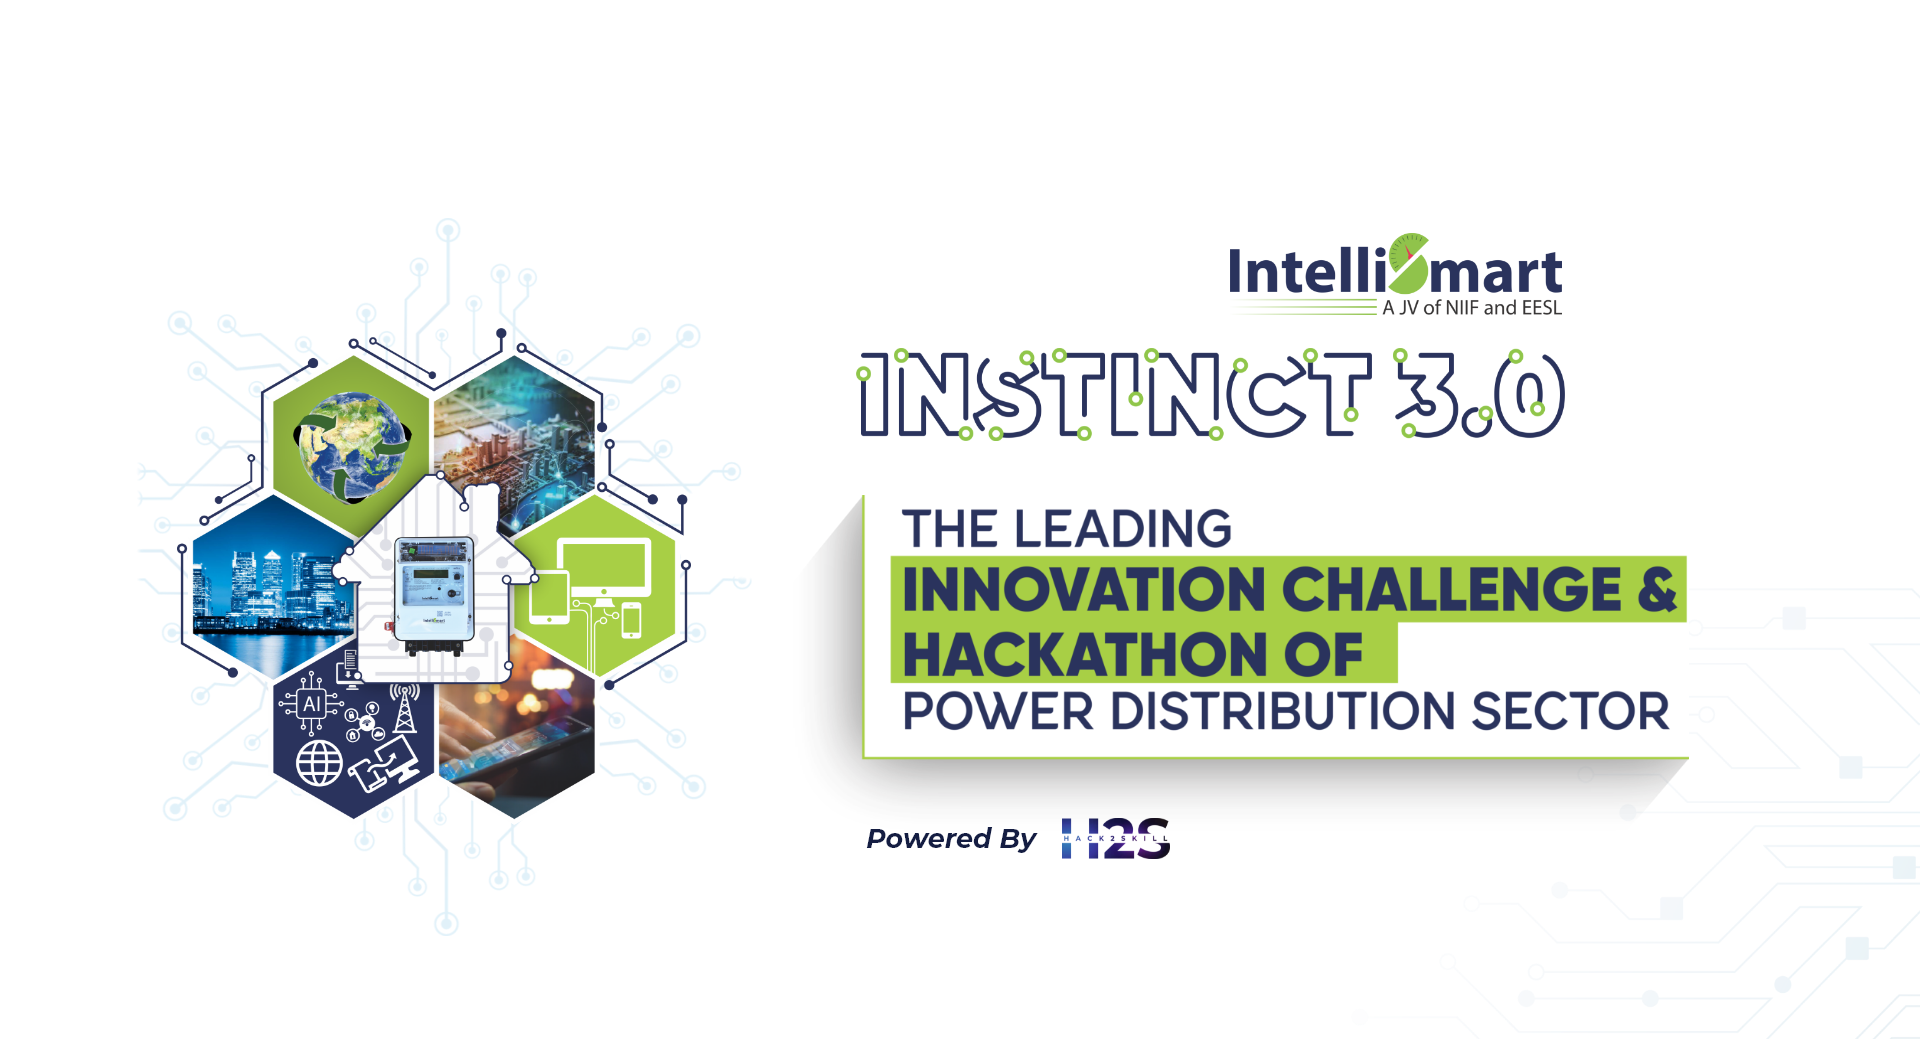 IntelliSmart
A JV of NIIF and EESL
INSTINCT 3.0
THE LEADING
INNOVATION CHALLENGE &
HACKATHON OF
POWER DISTRIBUTION SECTOR
AI
IntelliSmart
Powered By H2S
HACK2SKILL